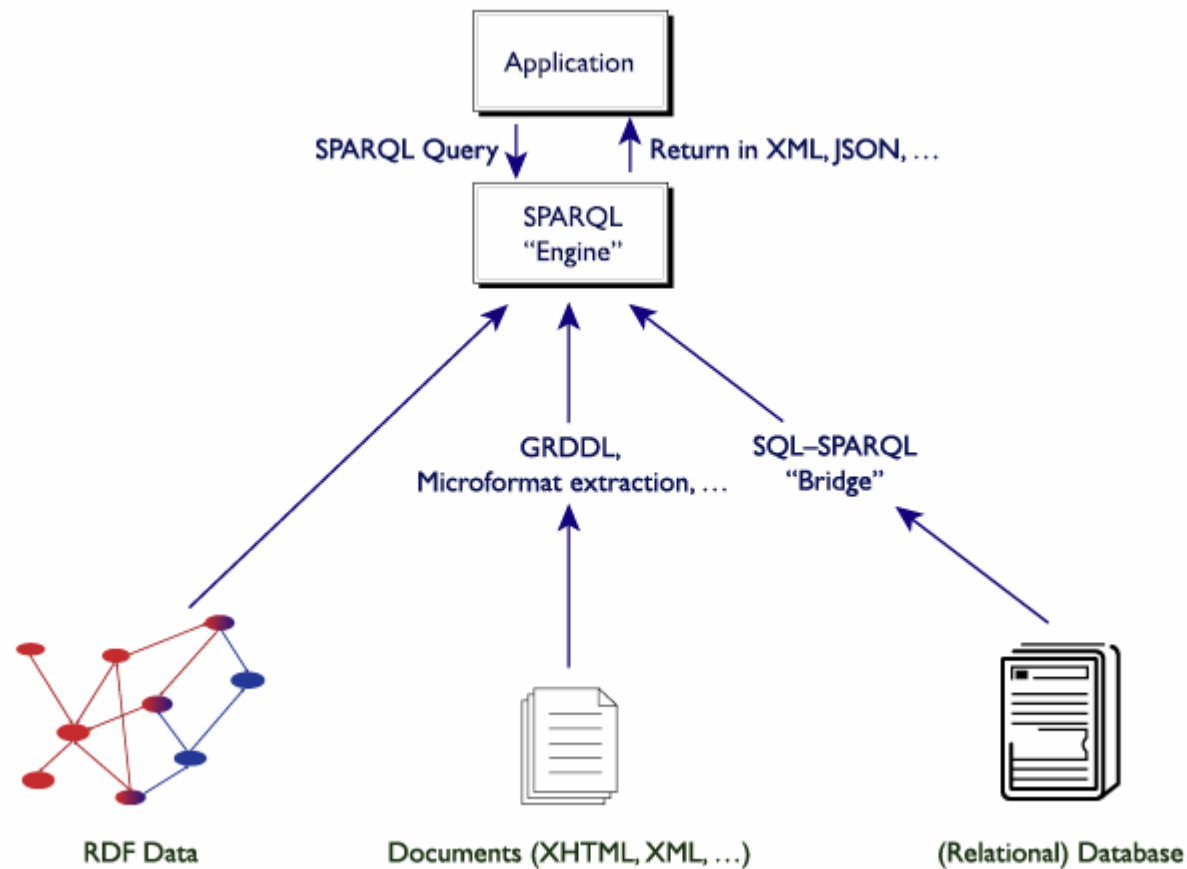 Application
SPARQL Query
Return in XML, JSON, …
SPARQL
“Engine”
GRDDL,
Microformat extraction, …
SQL–SPARQL
“Bridge”
RDF Data
Documents (XHTML, XML, …)
(Relational) Database